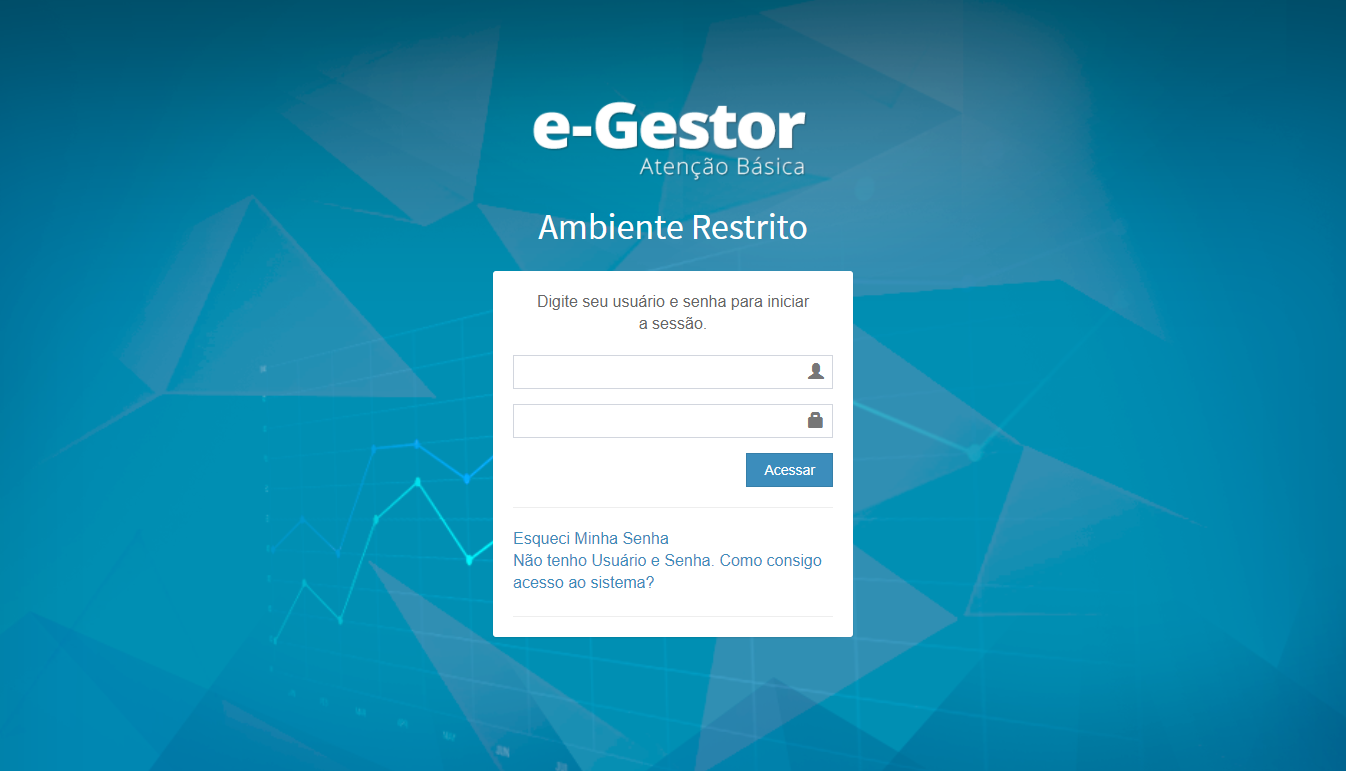 e-Gestor
Atenção Básica
Ambiente Restrito
Digite seu usuário e senha para iniciar
a sessão.
Acessar
Esqueci Minha Senha
Não tenho Usuário e Senha. Como consigo
acesso ao sistema?
JUN